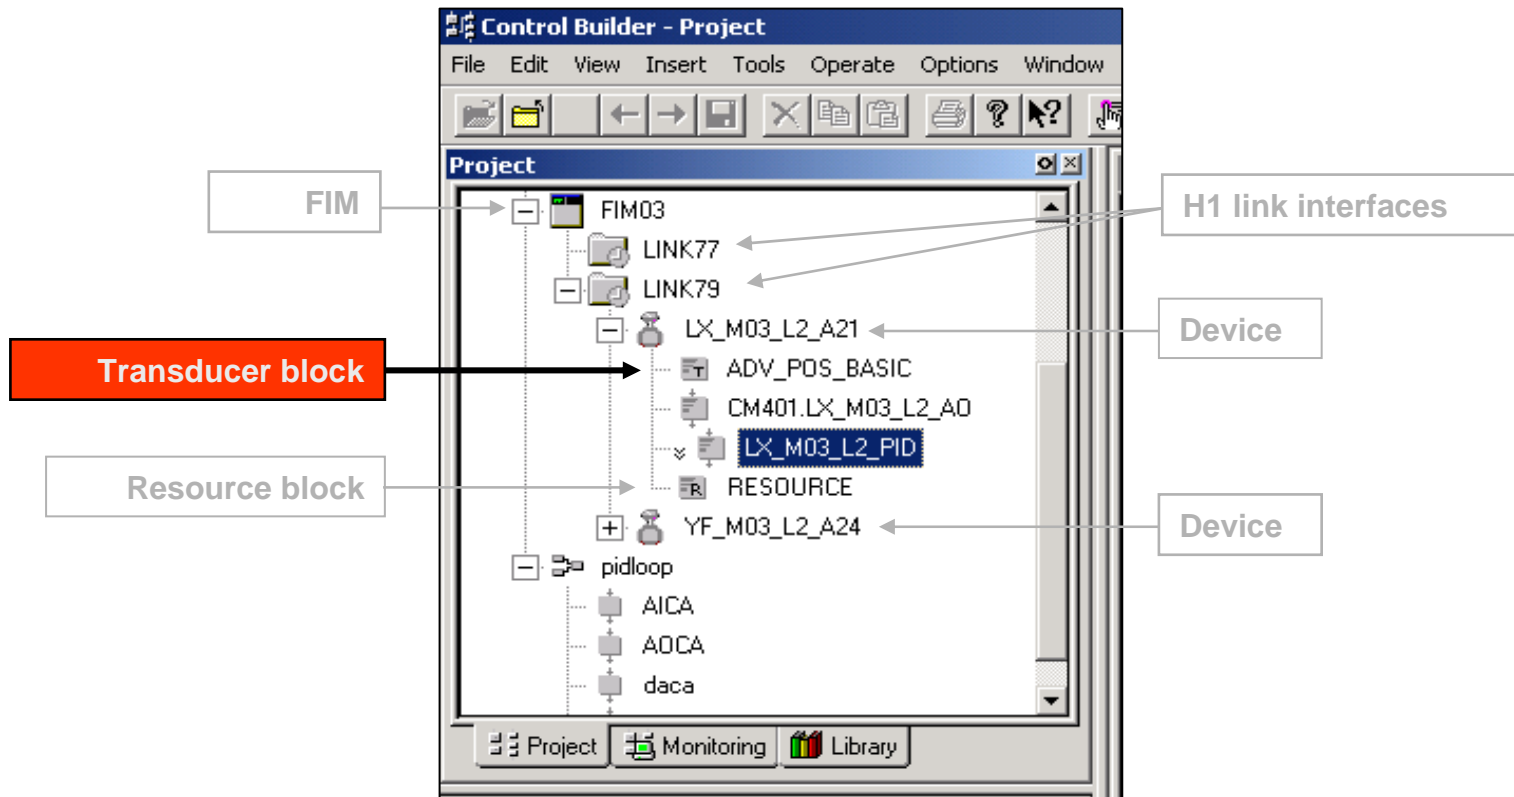 Control Builder - Project
File Edit View Insert Tools Operate Options Window
Project
FIM
FIM03
H1 link interfaces
LINK77
LINK79
LX_M03_L2_A21
Device
Transducer block
ADV_POS_BASIC
CM401.LX_M03_L2_AO
LX_M03_L2_PID
Resource block
RESOURCE
YF_M03_L2_A24
Device
pidloop
AICA
AOCA
daca
Project Monitoring Library